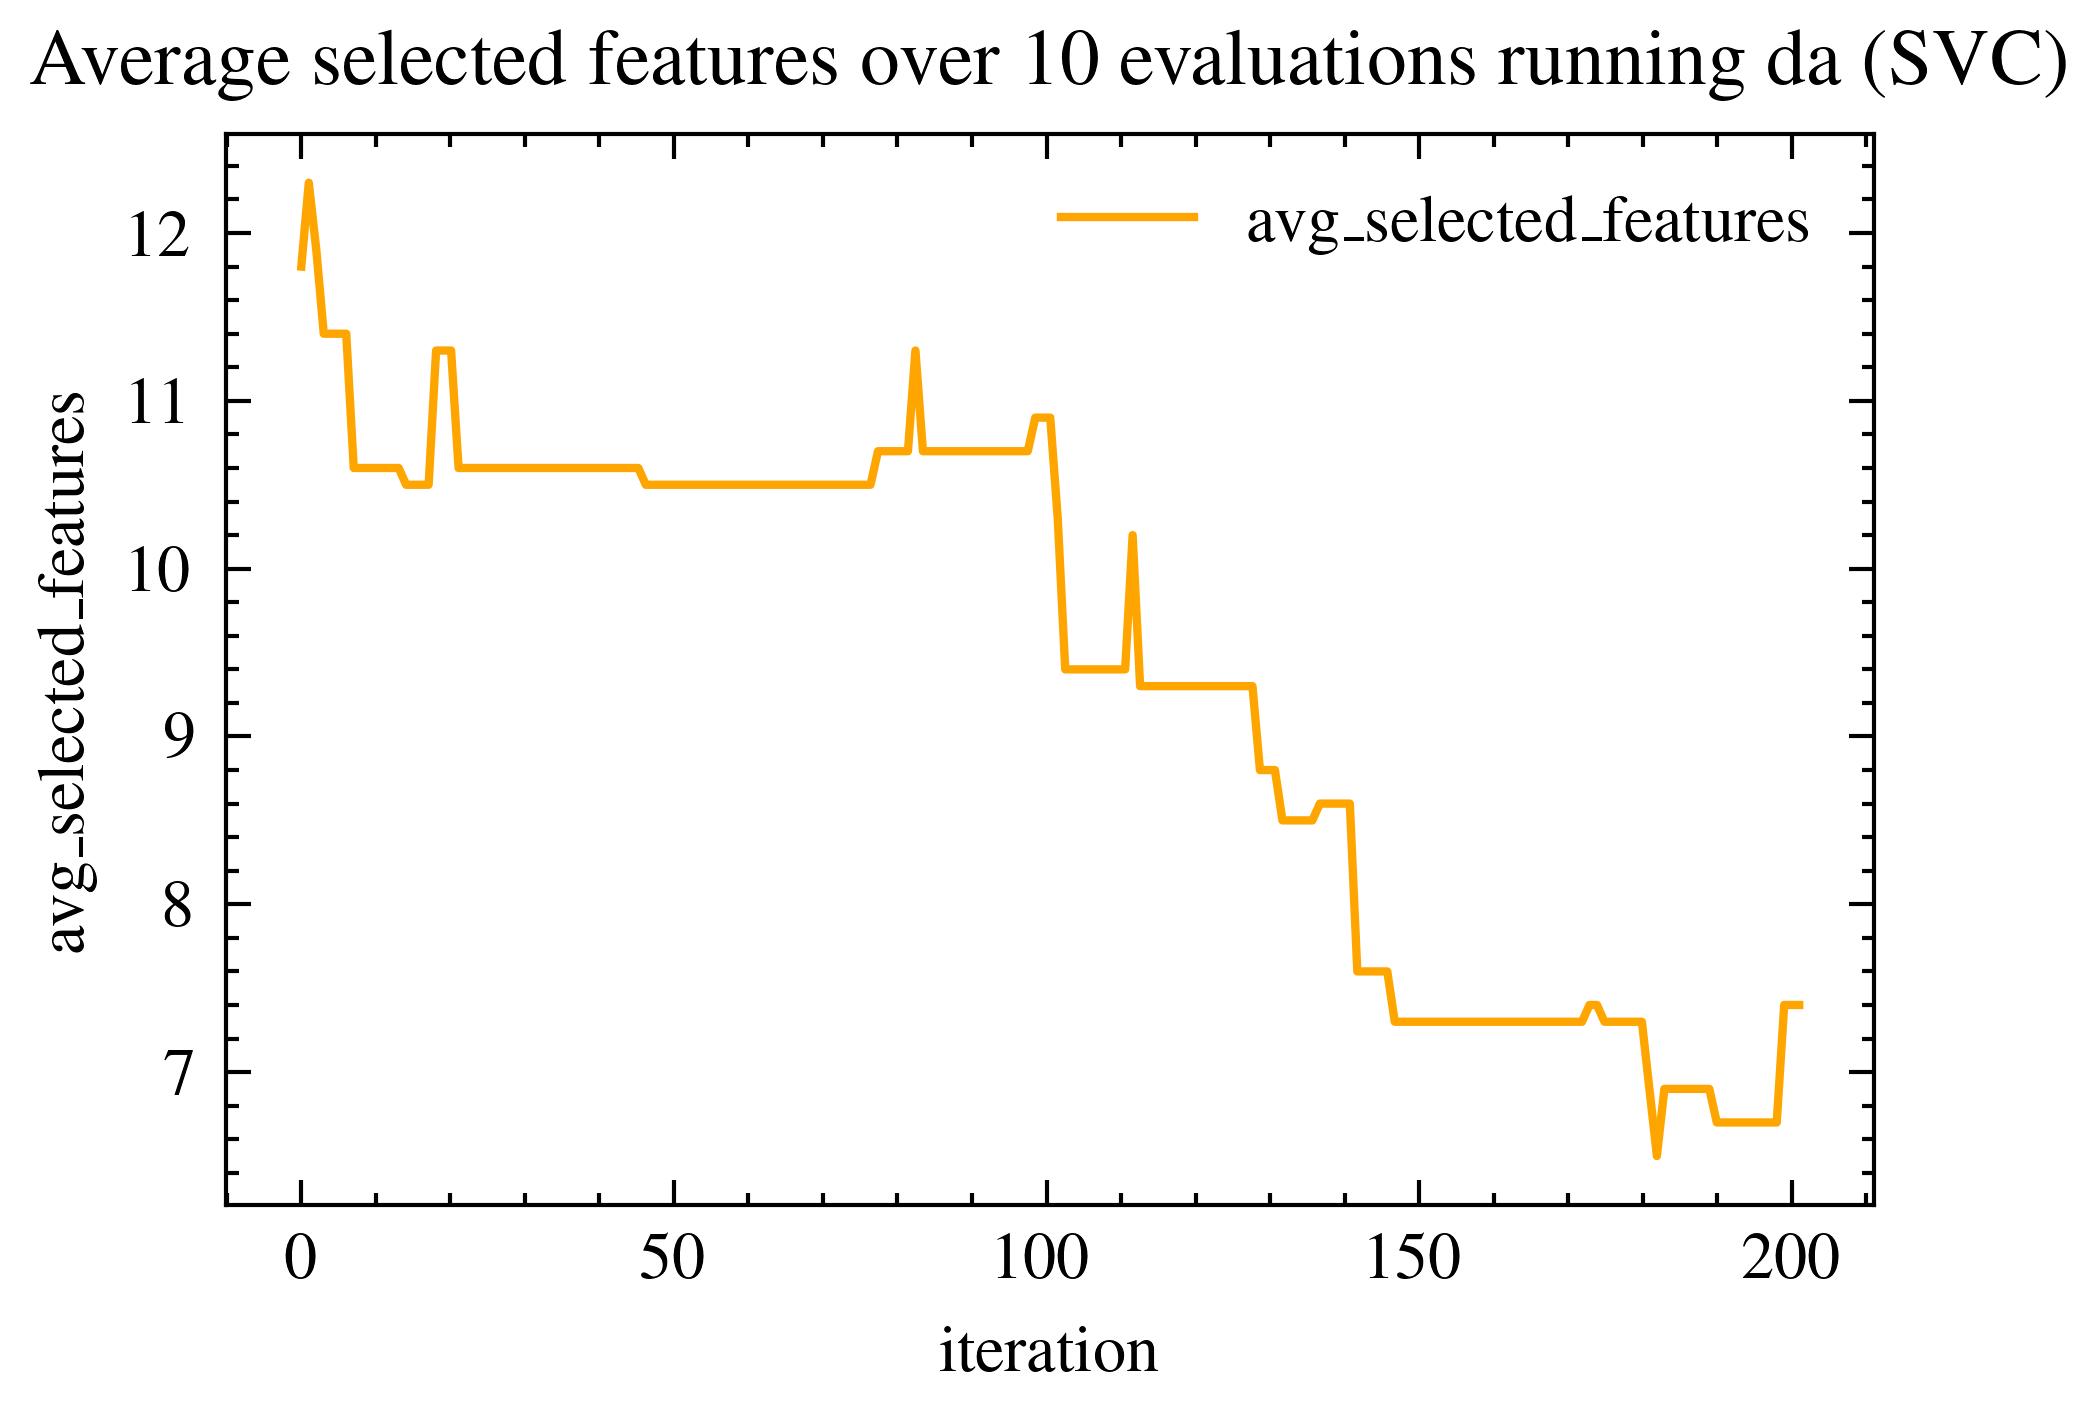 Average selected features over 10 evaluations running da (SVC)
avg_selected_features
avg_selected_features
12
11
10
9
8
7
0 50 100 150 200
iteration